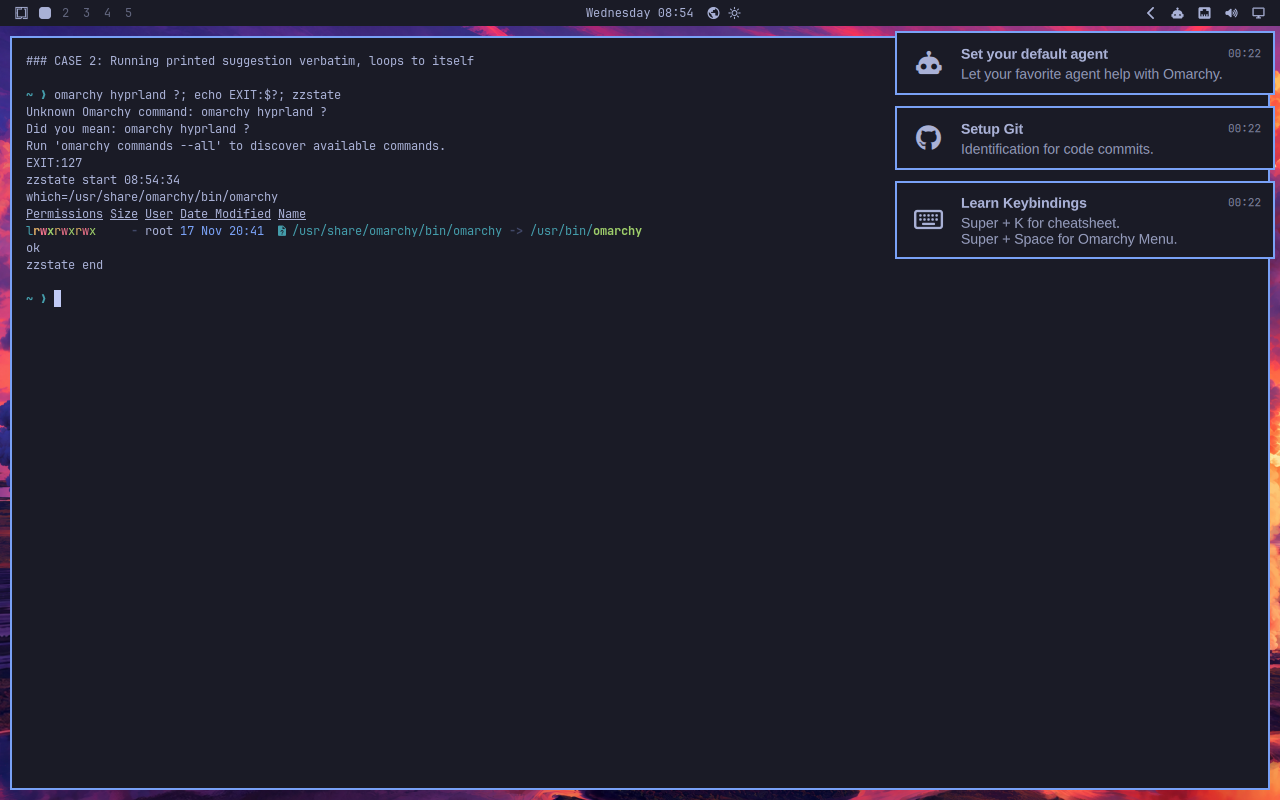 2 3 4 5
Wednesday 08:54
### CASE 2: Running printed suggestion verbatim, loops to itself
~ ❯ omarchy hyprland ?; echo EXIT:$?; zzstate
Unknown Omarchy command: omarchy hyprland ?
Did you mean: omarchy hyprland ?
Run 'omarchy commands --all' to discover available commands.
EXIT:127
zzstate start 08:54:34
which=/usr/share/omarchy/bin/omarchy
Permissions Size User Date Modified Name
lrwxrwxrwx - root 17 Nov 20:41 /usr/share/omarchy/bin/omarchy -> /usr/bin/omarchy
ok
zzstate end
~ ❯
Set your default agent 00:22
Let your favorite agent help with Omarchy.
Setup Git 00:22
Identification for code commits.
Learn Keybindings 00:22
Super + K for cheatsheet.
Super + Space for Omarchy Menu.